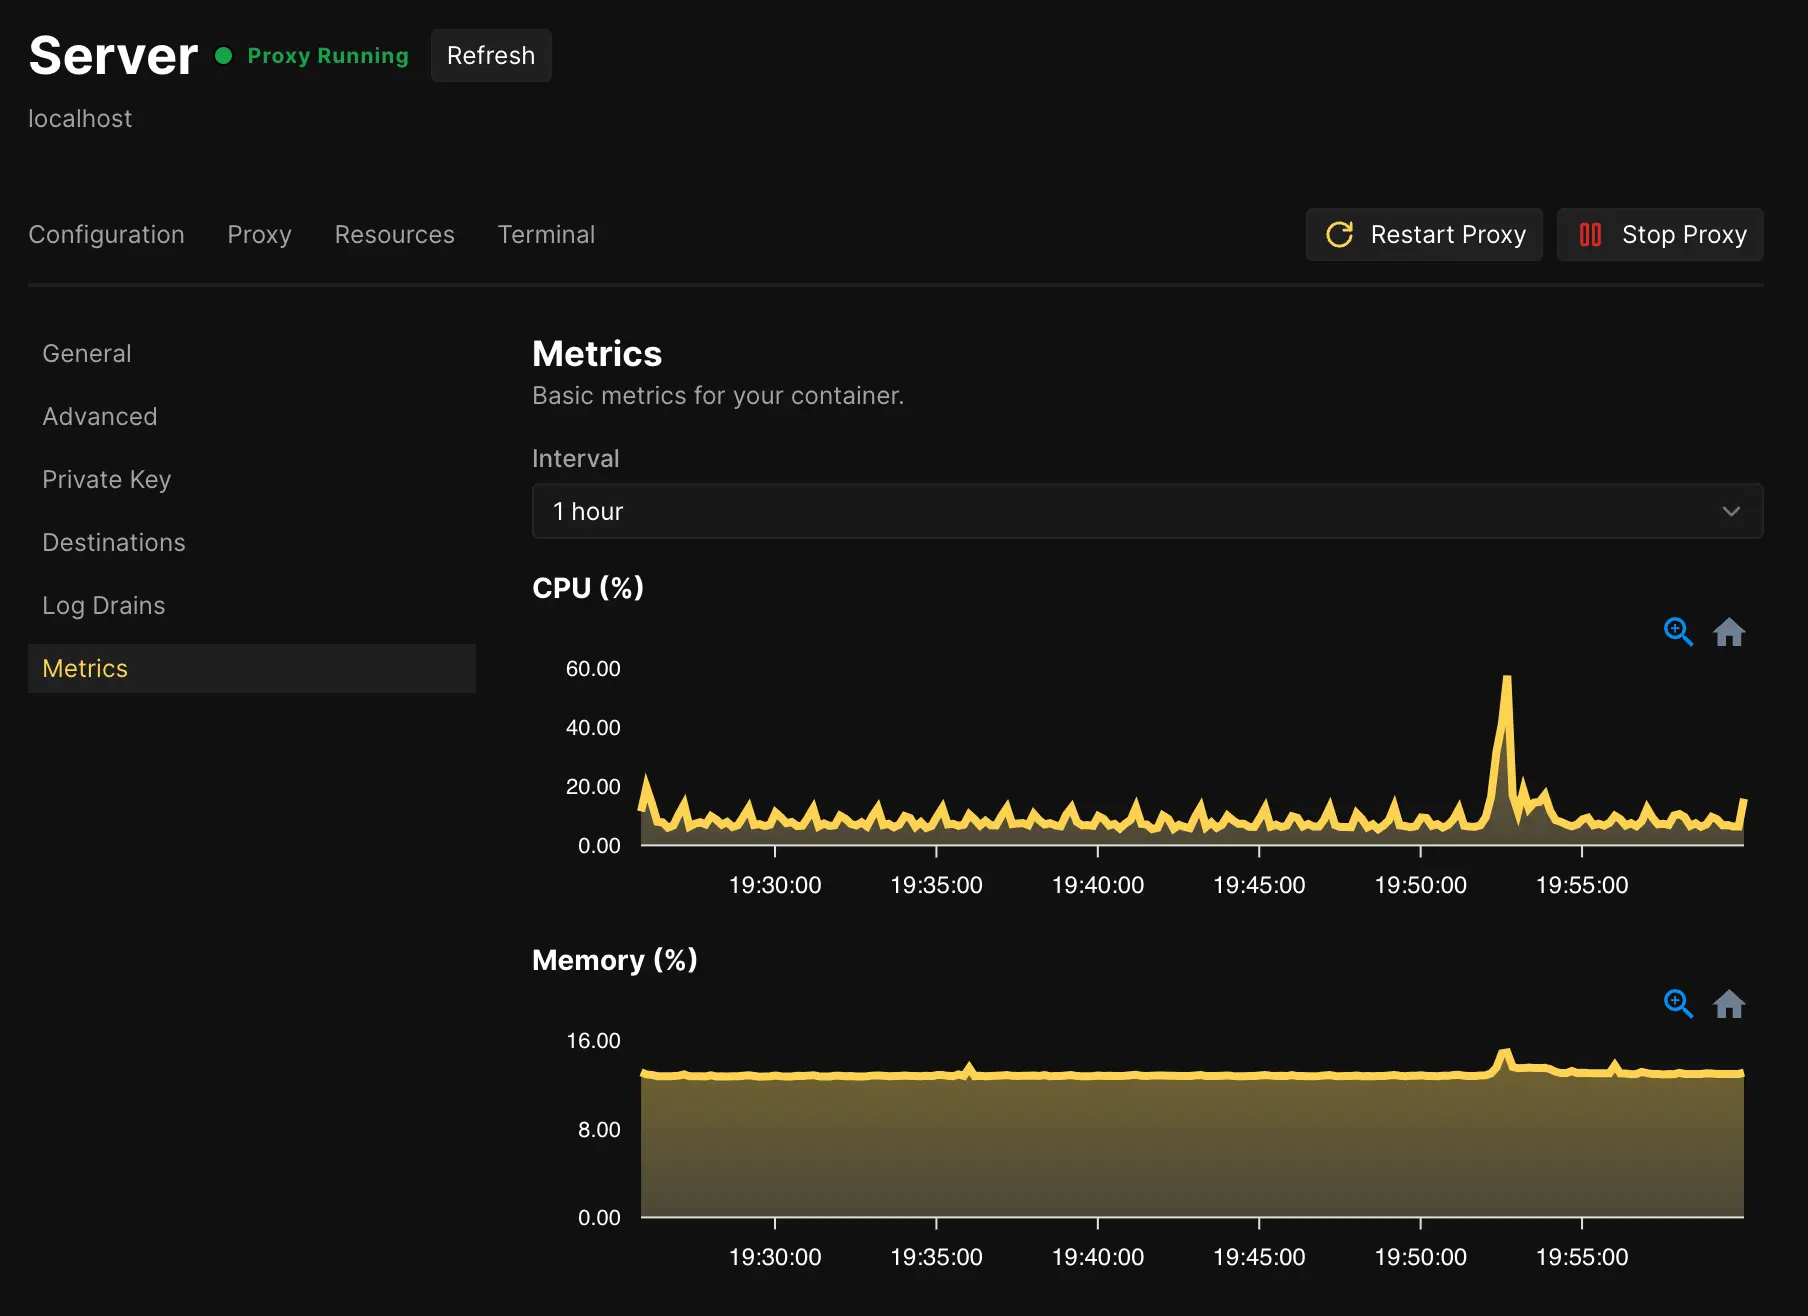 Server Proxy Running Refresh
localhost
Configuration Proxy Resources Terminal Restart Proxy Stop Proxy
General
Advanced
Private Key
Destinations
Log Drains
Metrics
Metrics
Basic metrics for your container.
Interval
1 hour
CPU (%)
60.00
40.00
20.00
0.00
19:30:00 19:35:00 19:40:00 19:45:00 19:50:00 19:55:00
Memory (%)
16.00
8.00
0.00
19:30:00 19:35:00 19:40:00 19:45:00 19:50:00 19:55:00